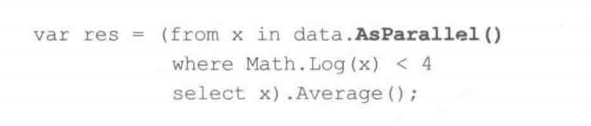 var res = (from x in data.AsParallel()
where Math.Log(x) < 4
select x).Average();